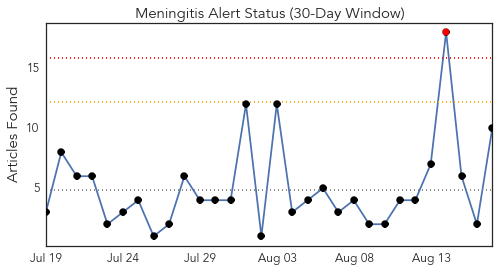 Meningitis Alert Status (30-Day Window)
Articles Found
15
10
5
Jul 19 Jul 24 Jul 29 Aug 03 Aug 08 Aug 13